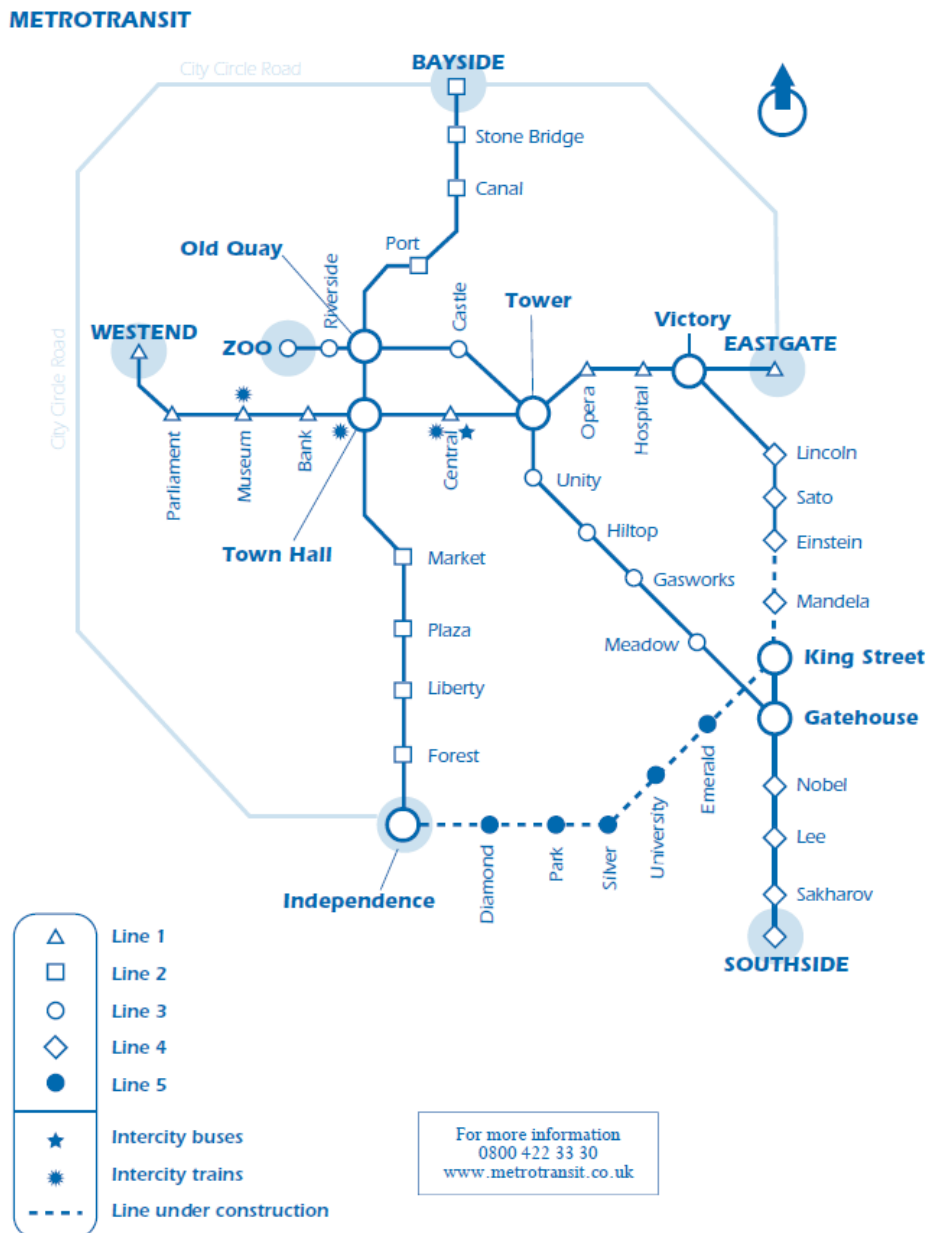 METROTRANSIT
City Circle Road
BAYSIDE
Stone Bridge
Canal
Port
Old Quay
Riverside
Castle
Tower
Victory
City Circle Road
WESTEND
ZOO
EASTGATE
Parliament
Museum
Bank
Central
Opera
Hospital
Lincoln
Sato
Einstein
Mandela
Unity
Hiltop
Gasworks
Meadow
Town Hall
Market
Plaza
Liberty
Forest
King Street
Gatehouse
Nobel
Lee
Sakharov
SOUTHSIDE
Independence
Diamond
Park
Silver
University
Emerald
Line 1
Line 2
Line 3
Line 4
Line 5
Intercity buses
Intercity trains
Line under construction
For more information
0800 422 33 30
www.metrotransit.co.uk